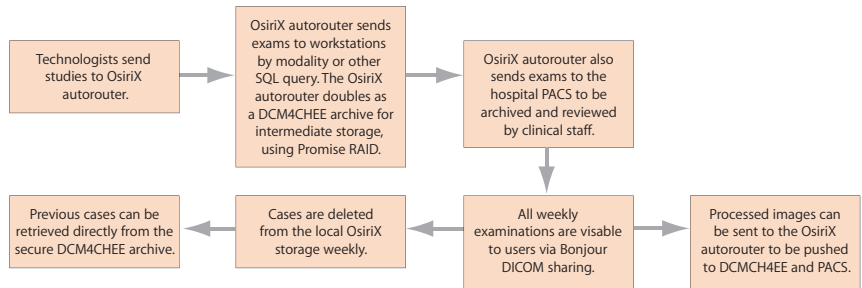 Technologists send
studies to OsiriX
autorouter.
OsiriX autorouter sends
exams to workstations
by modality or other
SQL query. The OsiriX
autorouter doubles as
a DCM4CHEE archive for
intermediate storage,
using Promise RAID.
OsiriX autorouter also
sends exams to the
hospital PACS to be
archived and reviewed
by clinical staff.
Previous cases can be
retrieved directly from the
secure DCM4CHEE archive.
Cases are deleted
from the local OsiriX
storage weekly.
All weekly
examinations are visable
to users via Bonjour
DICOM sharing.
Processed images can
be sent to the OsiriX
autorouter to be pushed
to DCMCH4EE and PACS.